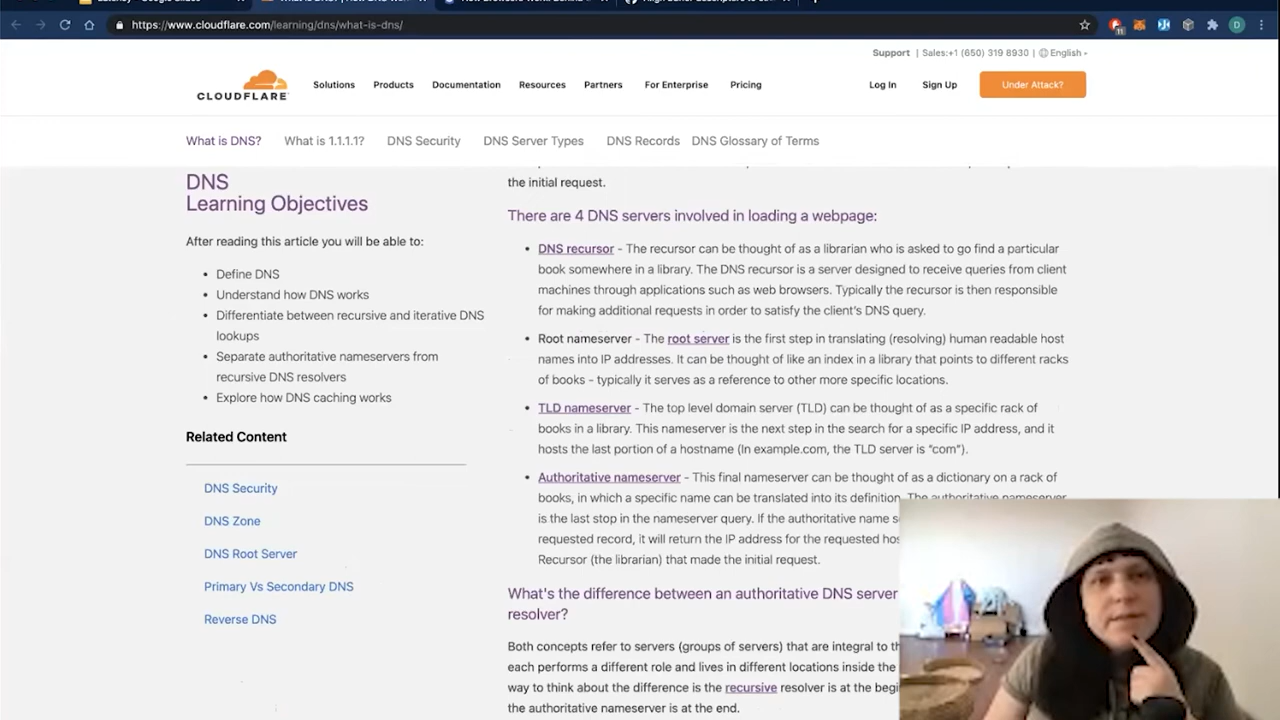 https://www.cloudflare.com/learning/dns/what-is-dns/
11
D
Support | Sales:+1 (650) 319 8930 | English
CLOUDFLARE
Solutions Products Documentation Resources Partners For Enterprise Pricing Log In Sign Up Under Attack?
What is DNS? What is 1.1.1.1? DNS Security DNS Server Types DNS Records DNS Glossary of Terms
DNS
Learning Objectives
After reading this article you will be able to:
• Define DNS
• Understand how DNS works
• Differentiate between recursive and iterative DNS
lookups
• Separate authoritative nameservers from
recursive DNS resolvers
• Explore how DNS caching works
Related Content
DNS Security
DNS Zone
DNS Root Server
Primary Vs Secondary DNS
Reverse DNS
the initial request.
There are 4 DNS servers involved in loading a webpage:
• DNS recursor - The recursor can be thought of as a librarian who is asked to go find a particular
book somewhere in a library. The DNS recursor is a server designed to receive queries from client
machines through applications such as web browsers. Typically the recursor is then responsible
for making additional requests in order to satisfy the client's DNS query.
• Root nameserver - The root server is the first step in translating (resolving) human readable host
names into IP addresses. It can be thought of like an index in a library that points to different racks
of books - typically it serves as a reference to other more specific locations.
• TLD nameserver - The top level domain server (TLD) can be thought of as a specific rack of
books in a library. This nameserver is the next step in the search for a specific IP address, and it
hosts the last portion of a hostname (In example.com, the TLD server is “com”).
• Authoritative nameserver - This final nameserver can be thought of as a dictionary on a rack of
books, in which a specific name can be translated into its definition. The authoritative nameserver
is the last stop in the nameserver query. If the authoritative name
requested record, it will return the IP address for the requested
Recursor (the librarian) that made the initial request.
What's the difference between an authoritative DNS server
resolver?
Both concepts refer to servers (groups of servers) that are integral to
each performs a different role and lives in different locations inside the
way to think about the difference is the recursive resolver is at the
the authoritative nameserver is at the end.